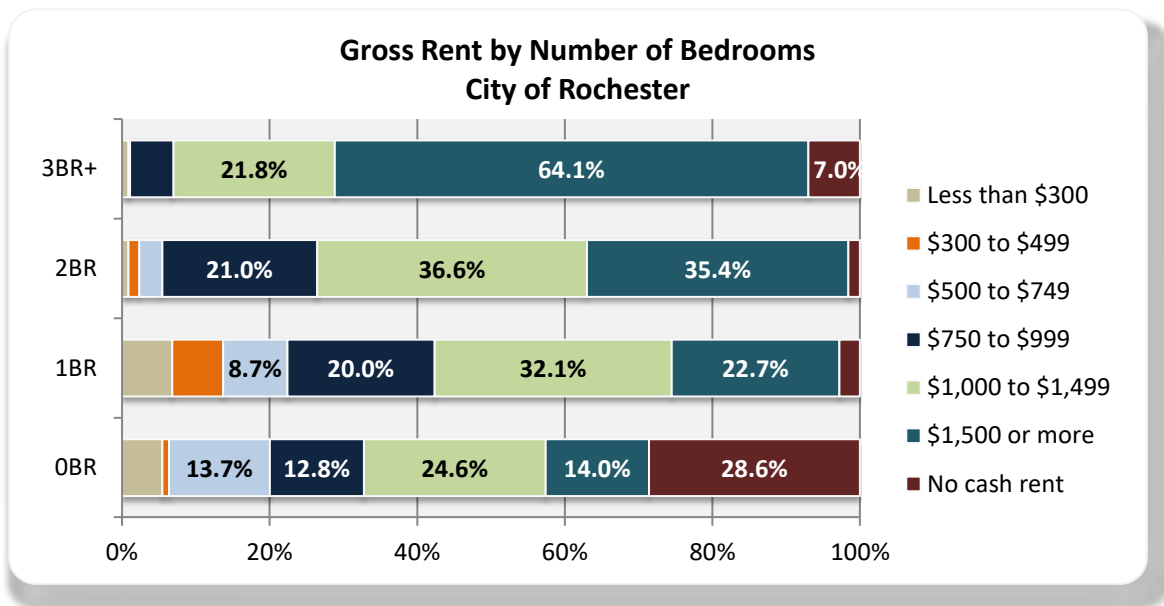 Gross Rent by Number of Bedrooms
City of Rochester
3BR+
21.8%
64.1%
7.0%
2BR
21.0%
36.6%
35.4%
1BR
8.7%
20.0%
32.1%
22.7%
0BR
13.7%
12.8%
24.6%
14.0%
28.6%
0%
20%
40%
60%
80%
100%
Less than $300
$300 to $499
$500 to $749
$750 to $999
$1,000 to $1,499
$1,500 or more
No cash rent